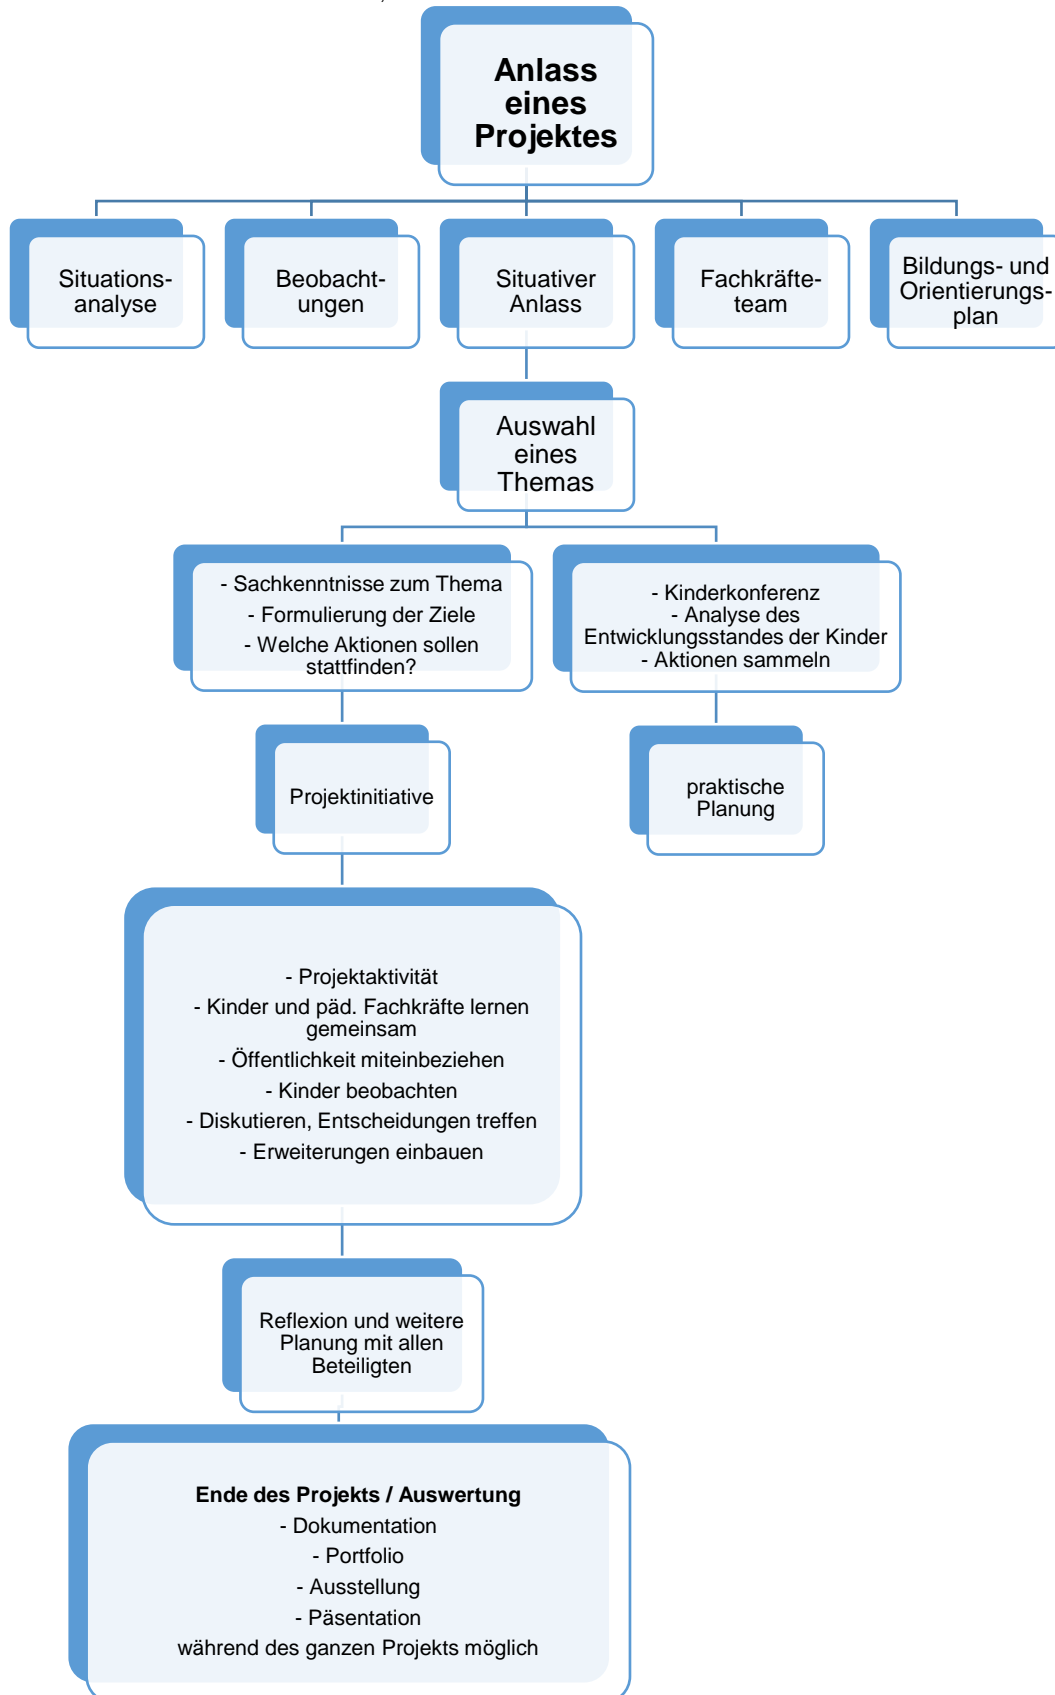 Anlass
eines
Projektes
Situations-
analyse
Beobacht-
ungen
Situativer
Anlass
Fachkräfte-
team
Bildungs- und
Orientierungs-
plan
Auswahl
eines
Themas
- Sachkenntnisse zum Thema
- Formulierung der Ziele
- Welche Aktionen sollen
stattfinden?
- Kinderkonferenz
- Analyse des
Entwicklungsstandes der Kinder
- Aktionen sammeln
Projektinitiative
praktische
Planung
- Projektaktivität
- Kinder und päd. Fachkräfte lernen
gemeinsam
- Öffentlichkeit miteinbeziehen
- Kinder beobachten
- Diskutieren, Entscheidungen treffen
- Erweiterungen einbauen
Reflexion und weitere
Planung mit allen
Beteiligten
Ende des Projekts / Auswertung
- Dokumentation
- Portfolio
- Ausstellung
- Päsentation
während des ganzen Projekts möglich